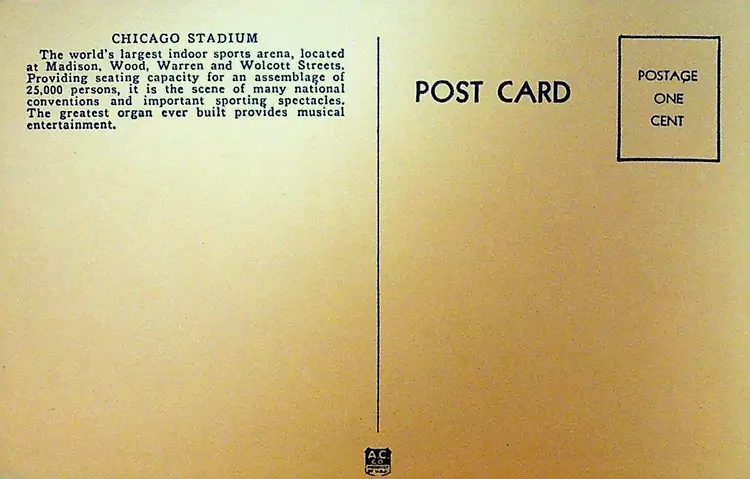 CHICAGO STADIUM
The world's largest indoor sports arena, located
at Madison, Wood, Warren and Wolcott Streets.
Providing seating capacity for an assemblage of
25,000 persons, it is the scene of many national
conventions and important sporting spectacles.
The greatest organ ever built provides musical
entertainment.
POST CARD
POSTAGE
ONE
CENT
A.C.
CO.